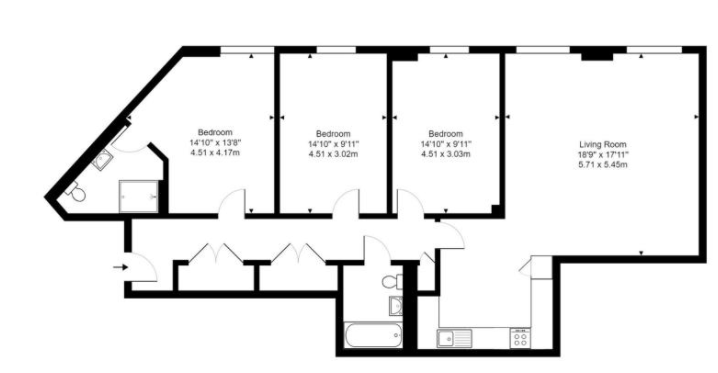 Bedroom
14'10" x 13'8"
4.51 x 4.17m
Bedroom
14'10" x 9'11"
4.51 x 3.02m
Bedroom
14'10" x 9'11"
4.51 x 3.03m
Living Room
18'9" x 17'11"
5.71 x 5.45m